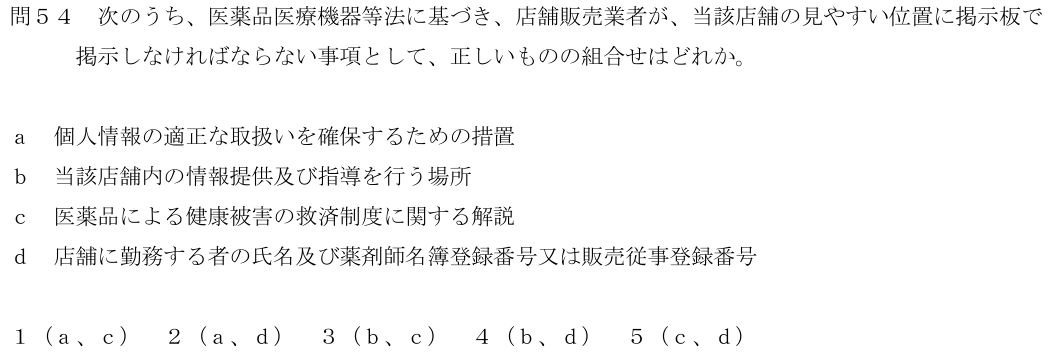 問５４　次のうち、医薬品医療機器等法に基づき、店舗販売業者が、当該店舗の見やすい位置に掲示板で
掲示しなければならない事項として、正しいものの組合せはどれか。
ａ　個人情報の適正な取扱いを確保するための措置
ｂ　当該店舗内の情報提供及び指導を行う場所
ｃ　医薬品による健康被害の救済制度に関する解説
ｄ　店舗に勤務する者の氏名及び薬剤師名簿登録番号又は販売従事登録番号
１（ａ、ｃ）　２（ａ、ｄ）　３（ｂ、ｃ）　４（ｂ、ｄ）　５（ｃ、ｄ）